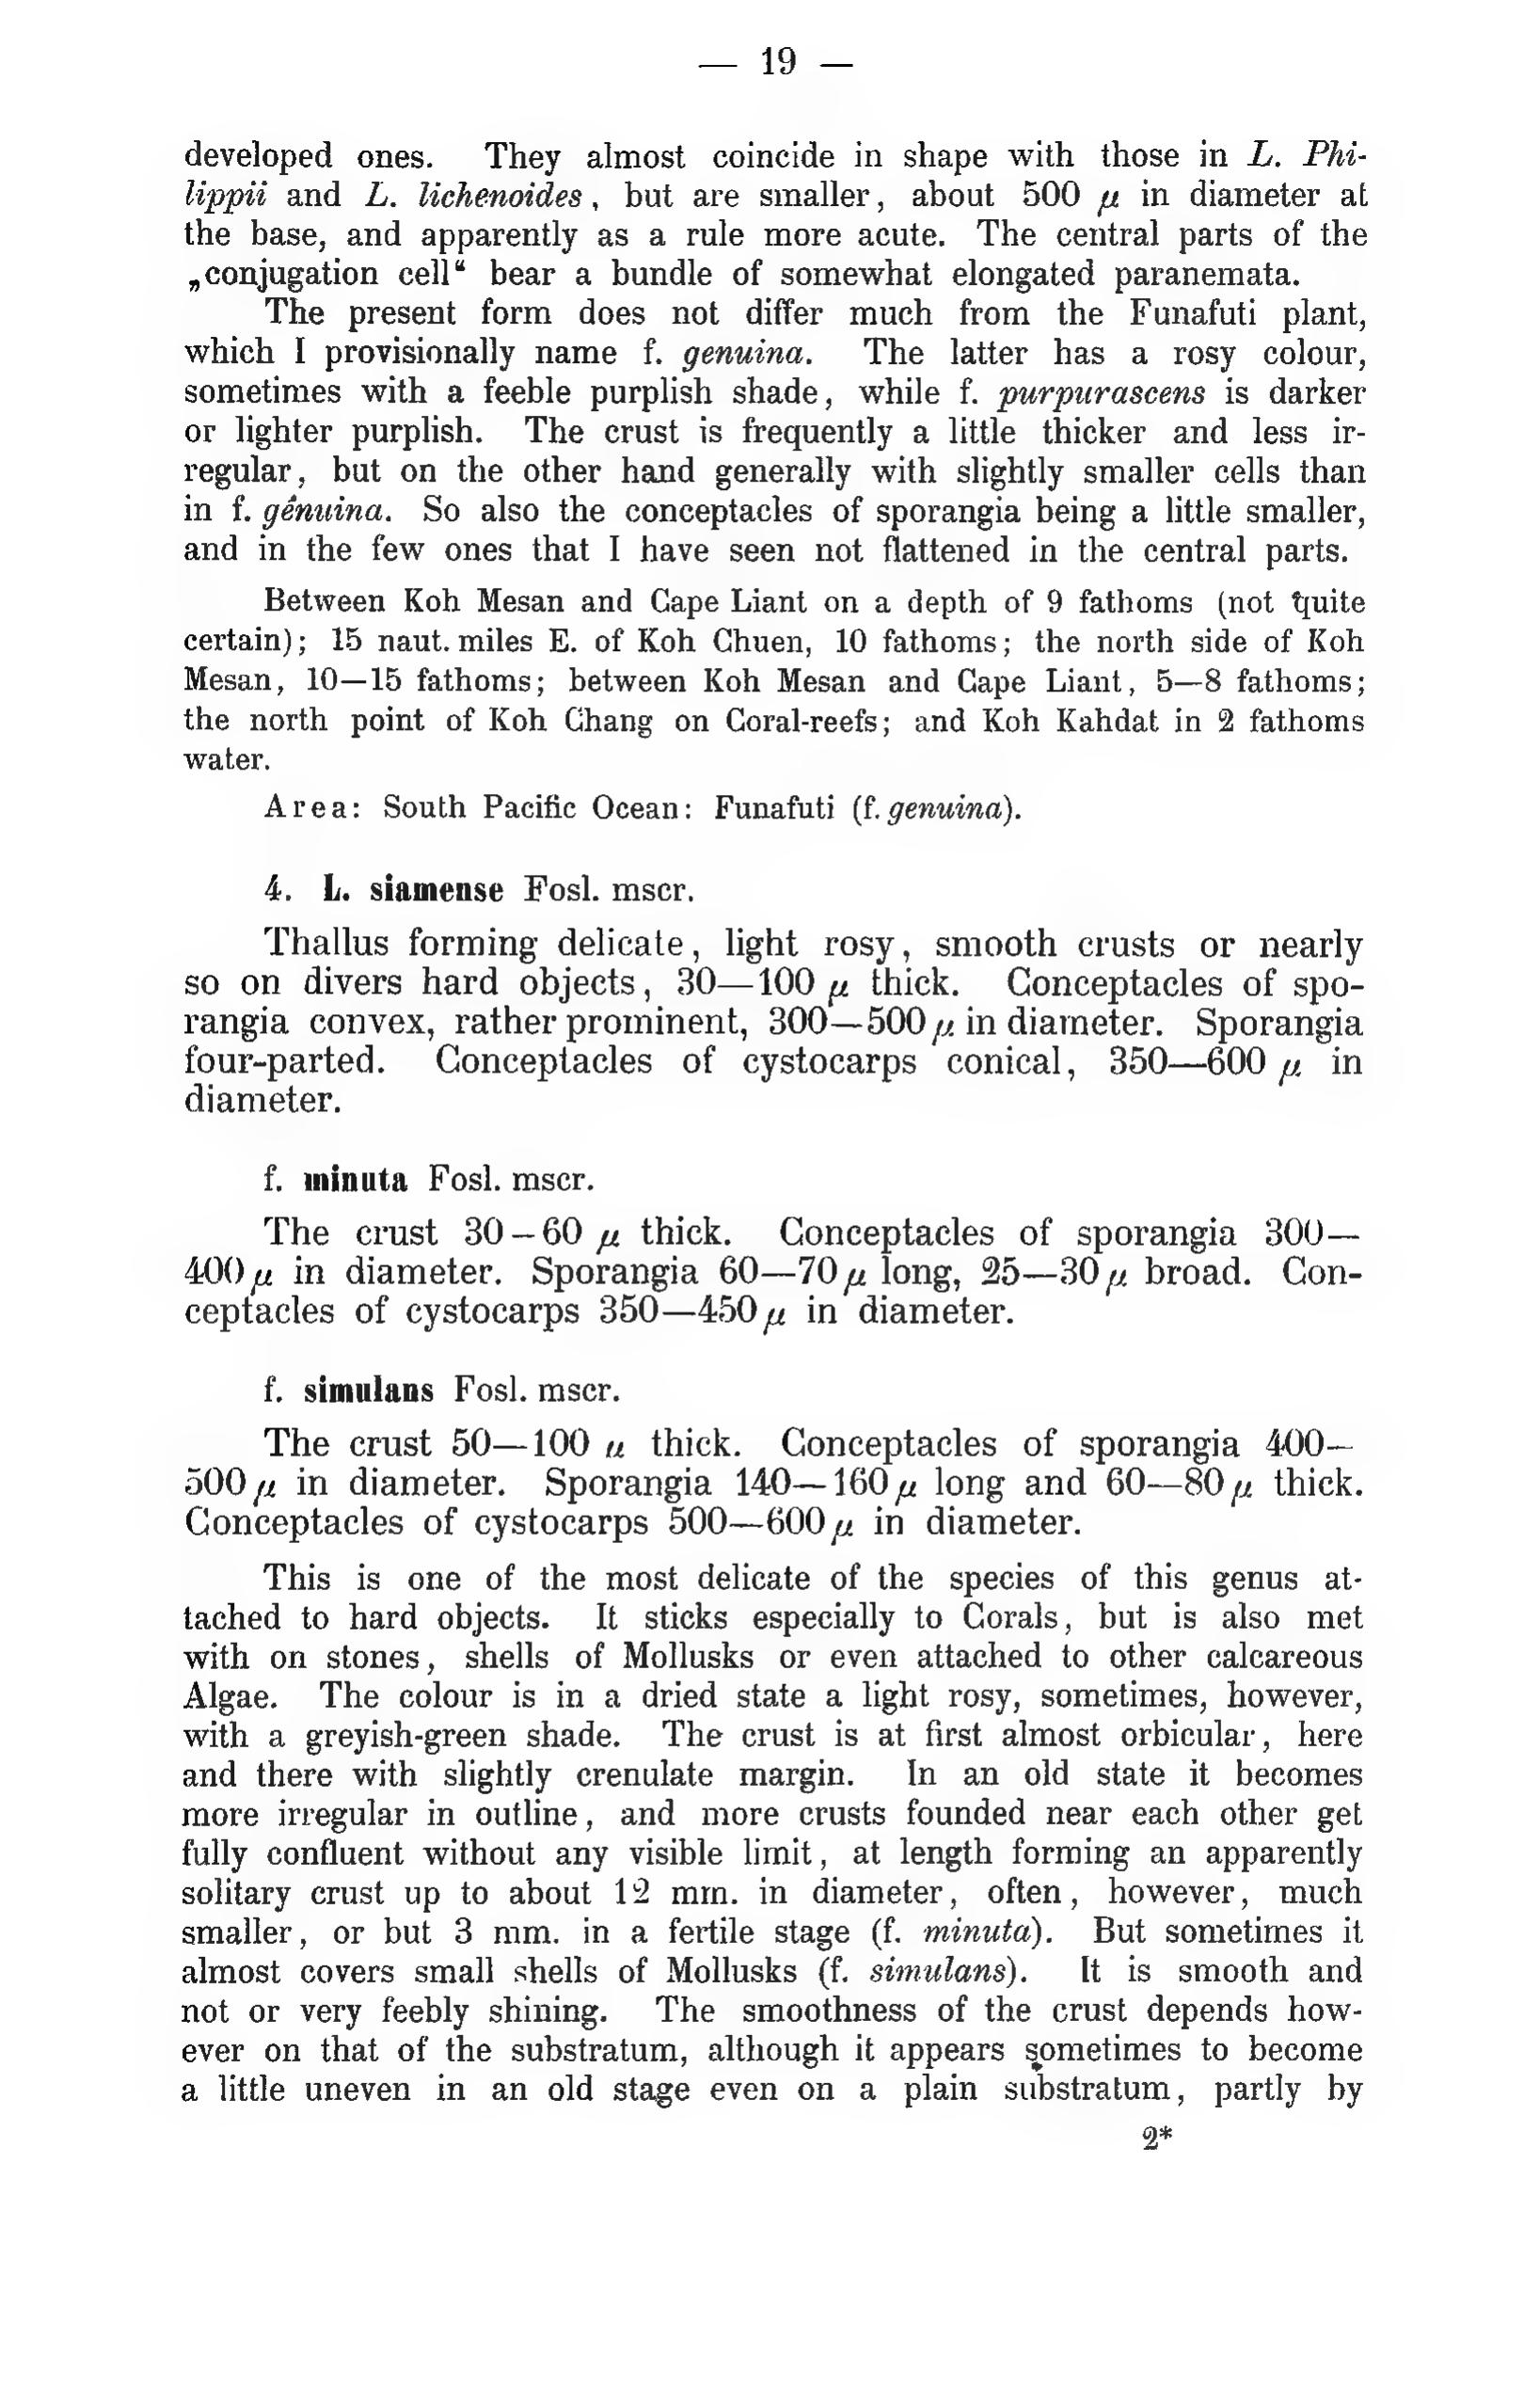 — 19 —
developed ones. They almost coincide in shape with those in L. Phi-
lippii and L. lichenoides, but are smaller, about 500 µ in diameter at
the base, and apparently as a rule more acute. The central parts of the
„conjugation cell“ bear a bundle of somewhat elongated paranemata.
The present form does not differ much from the Funafuti plant,
which I provisionally name f. genuina. The latter has a rosy colour,
sometimes with a feeble purplish shade, while f. purpurascens is darker
or lighter purplish. The crust is frequently a little thicker and less ir-
regular, but on the other hand generally with slightly smaller cells than
in f. genuina. So also the conceptacles of sporangia being a little smaller,
and in the few ones that I have seen not flattened in the central parts.
Between Koh Mesan and Cape Liant on a depth of 9 fathoms (not quite
certain); 15 naut. miles E. of Koh Chuen, 10 fathoms; the north side of Koh
Mesan, 10—15 fathoms; between Koh Mesan and Cape Liant, 5—8 fathoms;
the north point of Koh Chang on Coral-reefs; and Koh Kahdat in 2 fathoms
water.
Area: South Pacific Ocean: Funafuti (f. genuina).
4. L. siamense Fosl. mscr.
Thallus forming delicate, light rosy, smooth crusts or nearly
so on divers hard objects, 30—100 µ thick. Conceptacles of spo-
rangia convex, rather prominent, 300—500 µ in diameter. Sporangia
four-parted. Conceptacles of cystocarps conical, 350—600 µ in
diameter.
f. minuta Fosl. mscr.
The crust 30—60 µ thick. Conceptacles of sporangia 300—
400 µ in diameter. Sporangia 60—70 µ long, 25—30 µ broad. Con-
ceptacles of cystocarps 350—450 µ in diameter.
f. simulans Fosl. mscr.
The crust 50—100 µ thick. Conceptacles of sporangia 400—
500 µ in diameter. Sporangia 140—160 µ long and 60—80 µ thick.
Conceptacles of cystocarps 500—600 µ in diameter.
This is one of the most delicate of the species of this genus at-
tached to hard objects. It sticks especially to Corals, but is also met
with on stones, shells of Mollusks or even attached to other calcareous
Algae. The colour is in a dried state a light rosy, sometimes, however,
with a greyish-green shade. The crust is at first almost orbicular, here
and there with slightly crenulate margin. In an old state it becomes
more irregular in outline, and more crusts founded near each other get
fully confluent without any visible limit, at length forming an apparently
solitary crust up to about 12 mm. in diameter, often, however, much
smaller, or but 3 mm. in a fertile stage (f. minuta). But sometimes it
almost covers small shells of Mollusks (f. simulans). It is smooth and
not or very feebly shining. The smoothness of the crust depends how-
ever on that of the substratum, although it appears sometimes to become
a little uneven in an old stage even on a plain substratum, partly by
2*